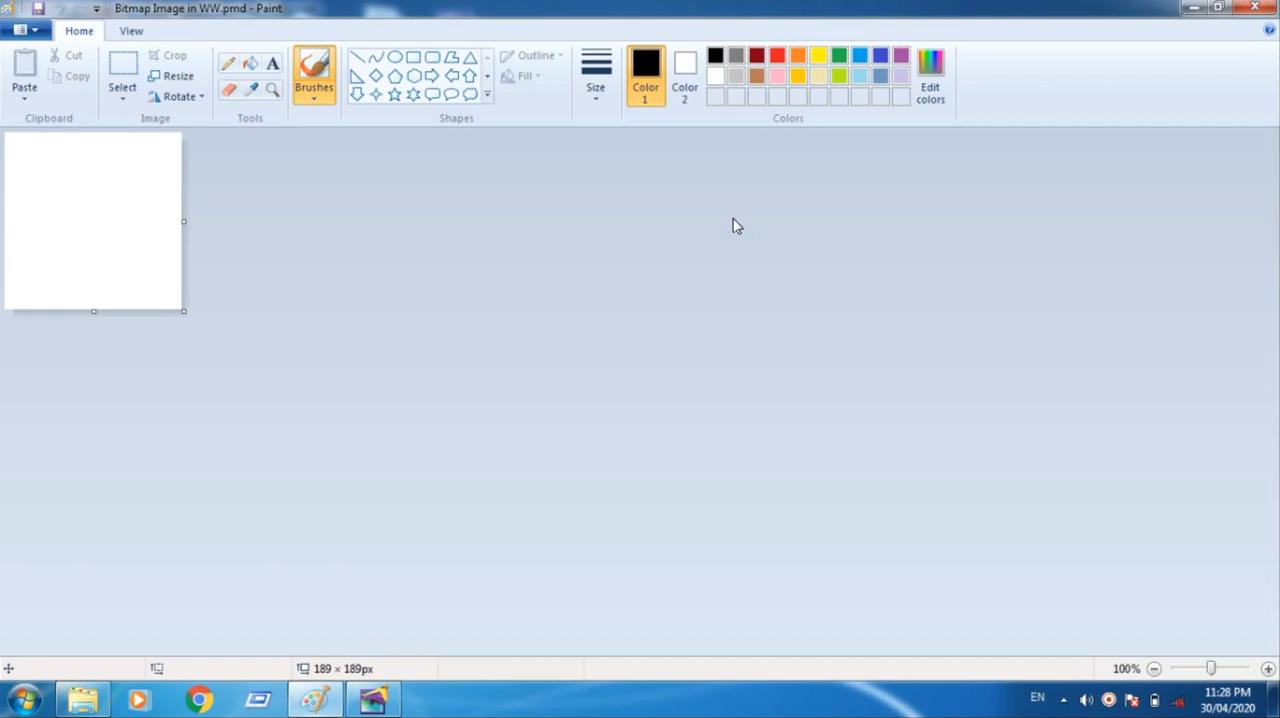 Bitmap Image in WW.pmd - Paint
Home View
Paste Cut Copy
Clipboard
Select Crop Resize Rotate
Image
A
Tools
Brushes
Outline Fill
Shapes
Size
Color 1 Color 2 Edit colors
Colors
189 × 189px 100%
EN 11:28 PM
30/04/2020